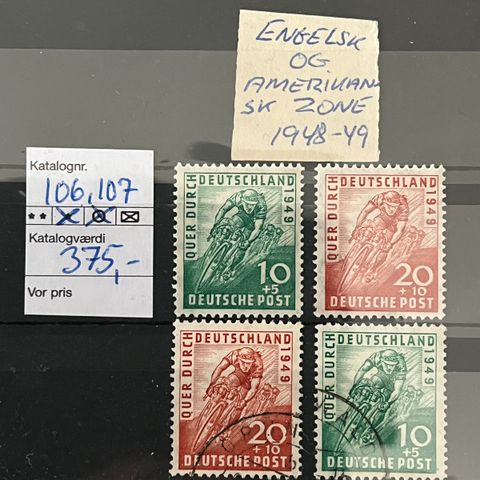 ENGELSK
OG
AMERIKAN-
SK ZONE
1948-49
Katalognr.
106,107
Katalogværdi
375,-
Vor pris
QUER DURCH
DEUTSCHLAND
1949
10
+5
DEUTSCHE POST
QUER DURCH
DEUTSCHLAND
1949
20
+10
DEUTSCHE POST
QUER DURCH
DEUTSCHLAND
1949
20
+10
DEUTSCHE POST
QUER DURCH
DEUTSCHLAND
1949
10
+5
DEUTSCHE POST